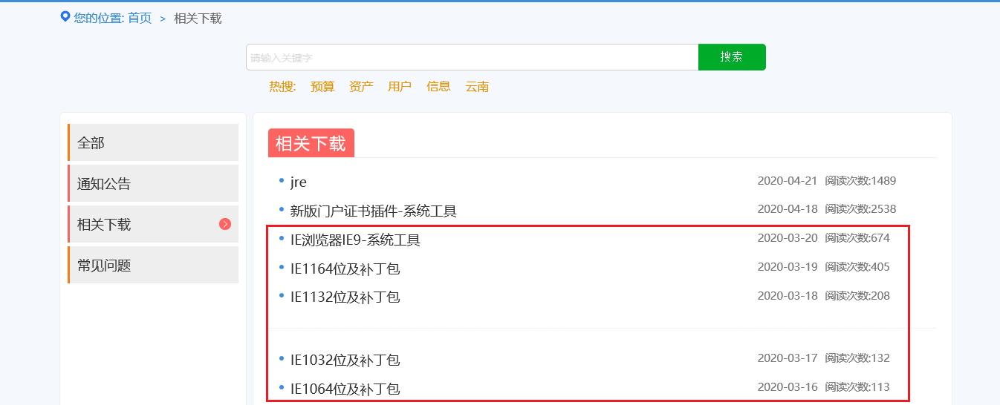 您的位置: 首页 > 相关下载
请输入关键字 搜索
热搜: 预算 资产 用户 信息 云南
全部
通知公告
相关下载
常见问题
相关下载
jre 2020-04-21 阅读次数:1489
新版门户证书插件-系统工具 2020-04-18 阅读次数:2538
IE浏览器IE9-系统工具 2020-03-20 阅读次数:674
IE1164位及补丁包 2020-03-19 阅读次数:405
IE1132位及补丁包 2020-03-18 阅读次数:208
IE1032位及补丁包 2020-03-17 阅读次数:132
IE1064位及补丁包 2020-03-16 阅读次数:113